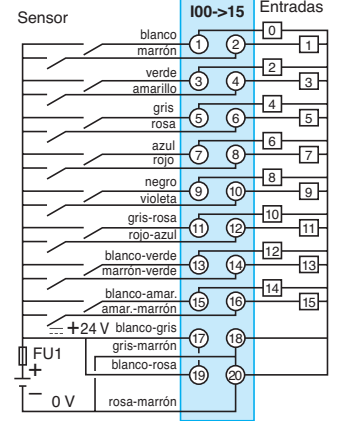 Sensor I00->15 Entradas
blanco 1 2 0 1
marrón
verde 3 4 2 3
amarillo
gris 5 6 4 5
rosa
azul 7 8 6 7
rojo
negro 9 10 8 9
violeta
gris-rosa 11 12 10 11
rojo-azul
blanco-verde 13 14 12 13
marrón-verde
blanco-amar. 15 16 14 15
amar.-marrón
+24 V blanco-gris
gris-marrón 17 18
FU1
+ blanco-rosa 19 20
– 0 V rosa-marrón